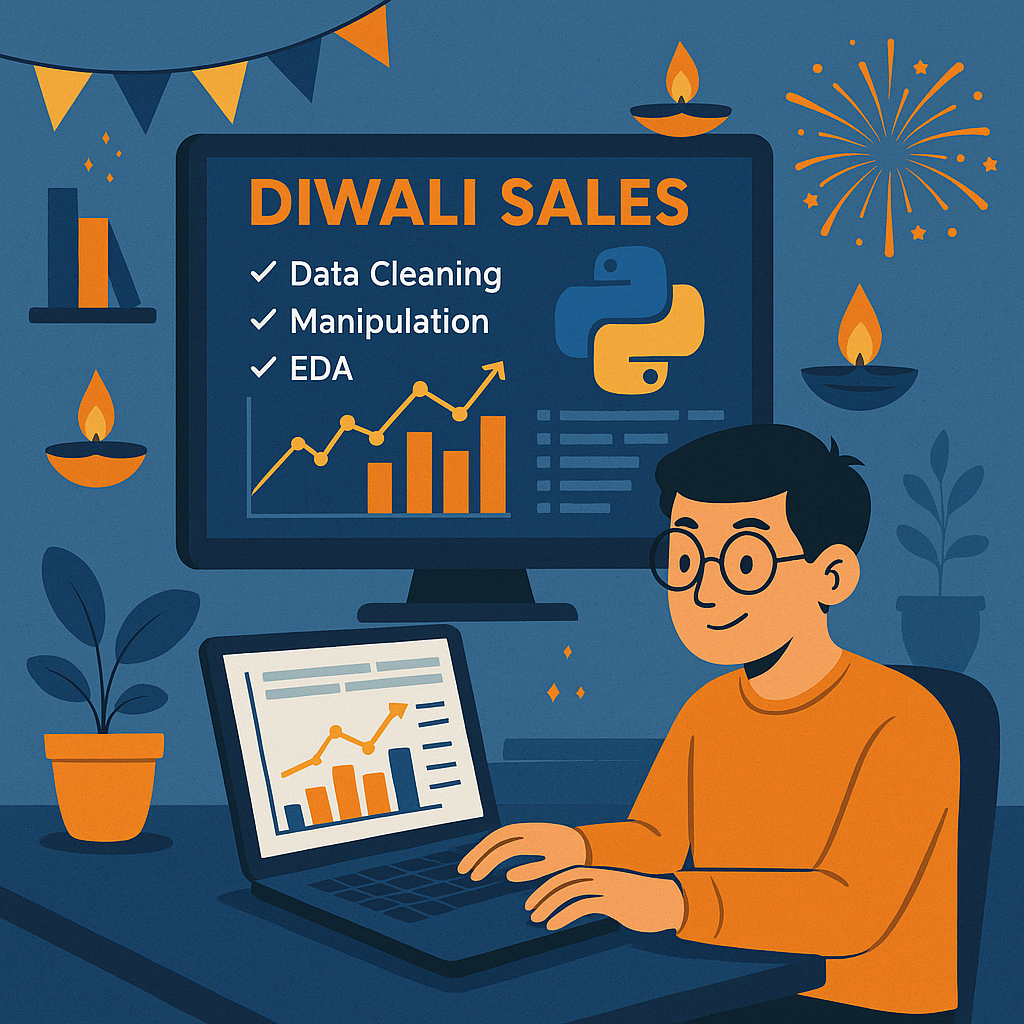 DIWALI SALES
✓ Data Cleaning
✓ Manipulation
✓ EDA